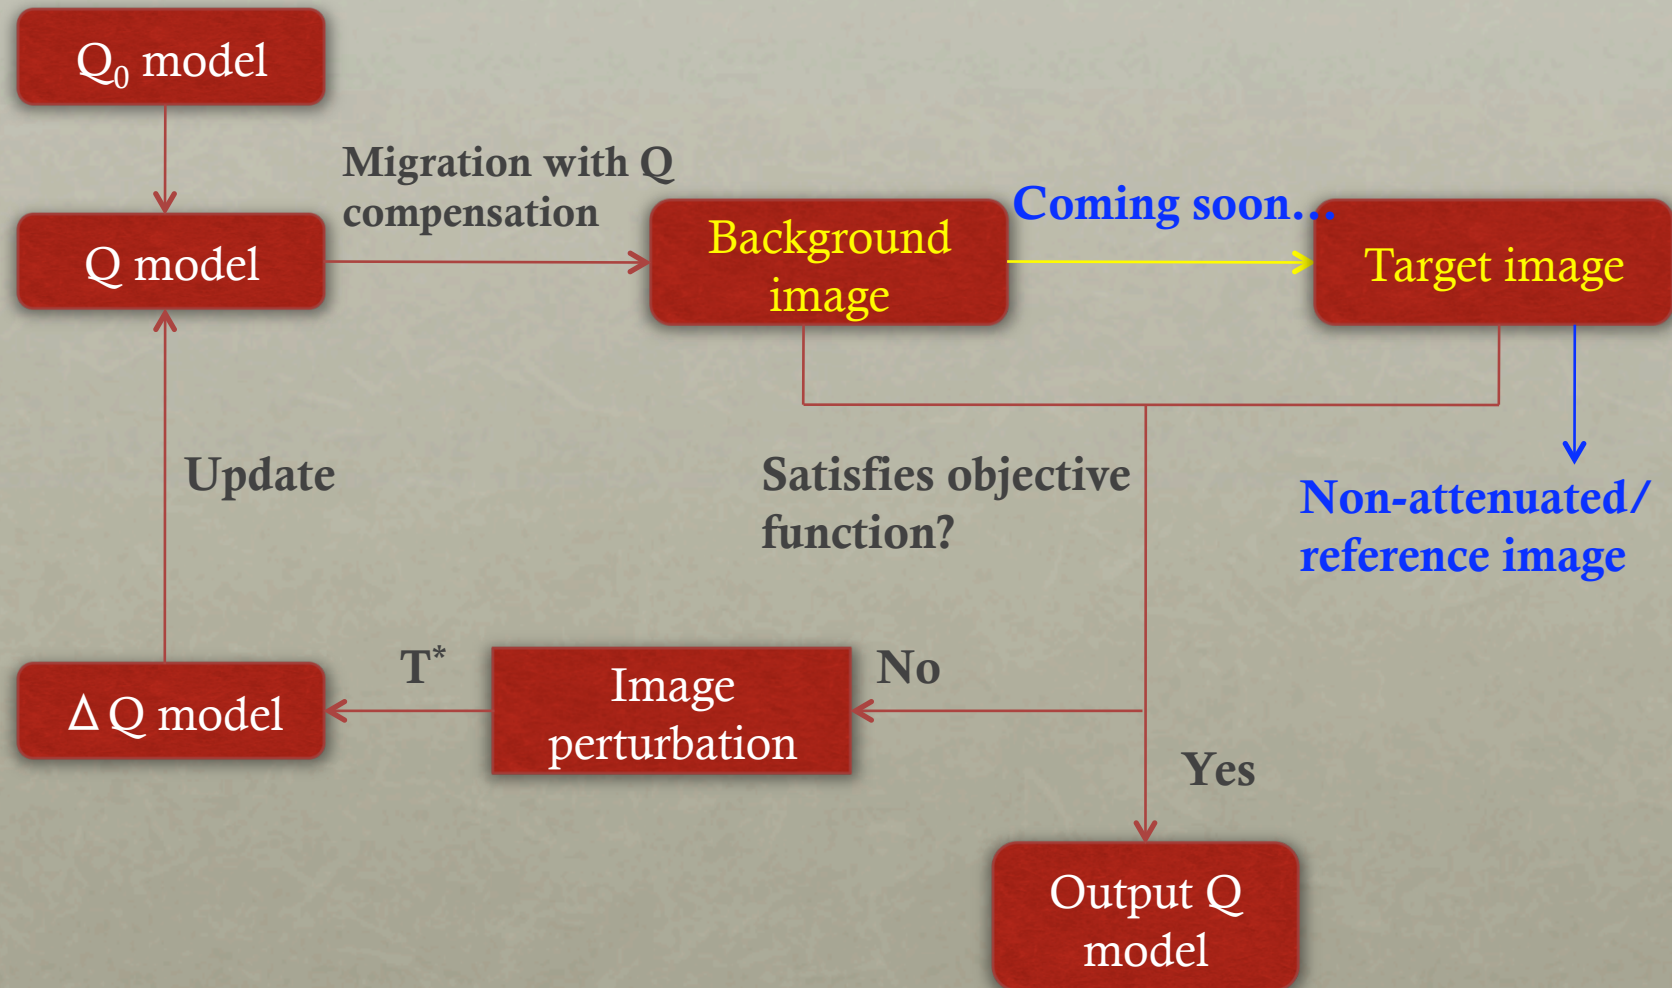 Q₀ model
Migration with Q
compensation
Q model
Background
image
Coming soon...
Target image
Update
Satisfies objective
function?
Non-attenuated/
reference image
Δ Q model
T*
Image
perturbation
No
Yes
Output Q
model